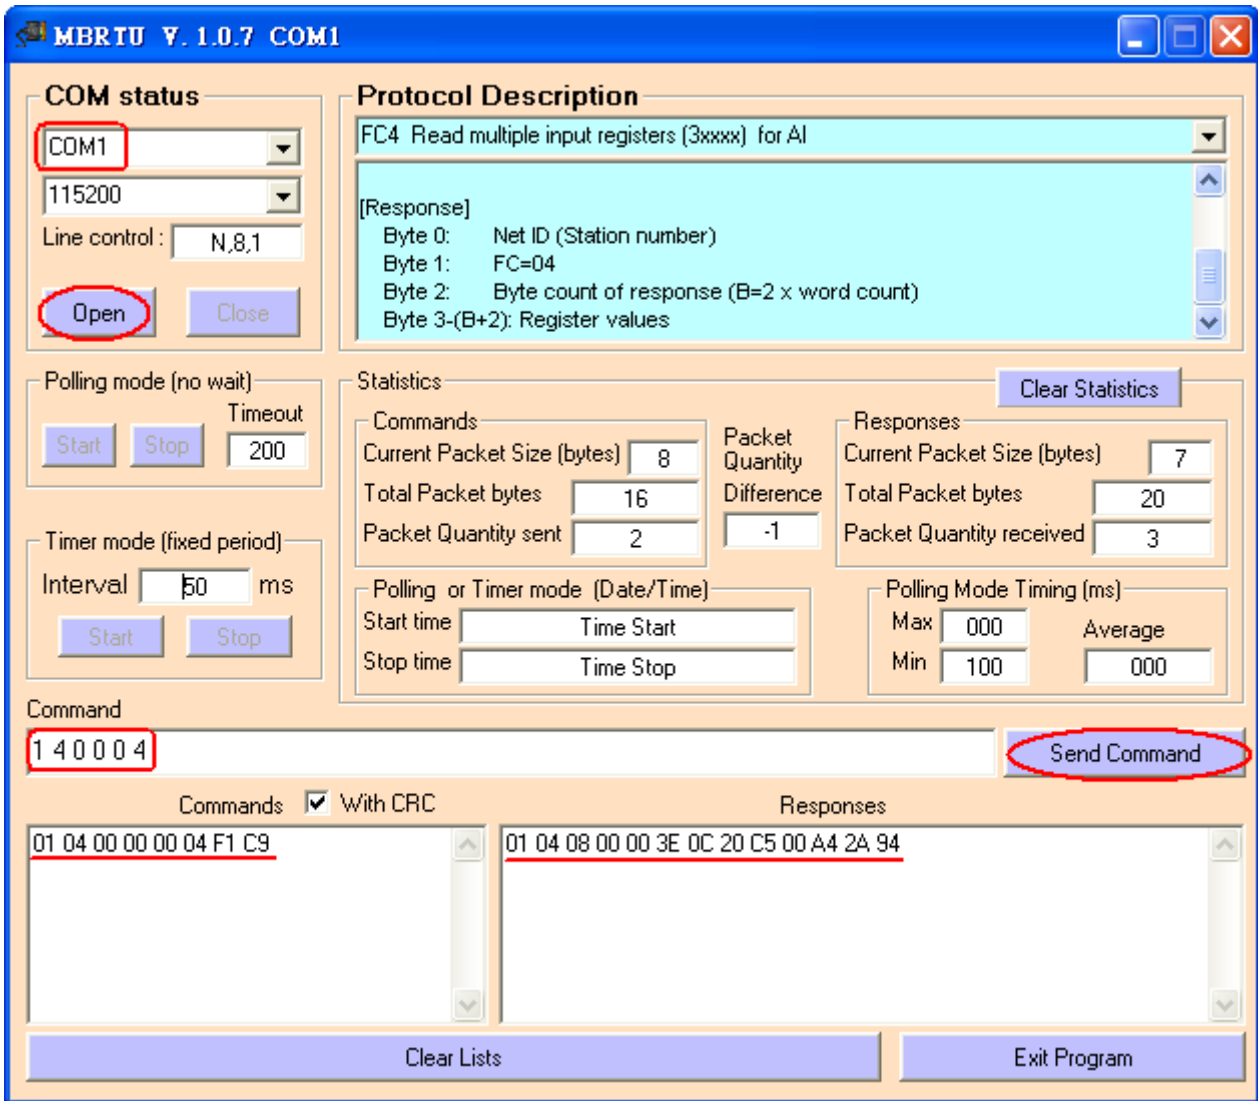 MBRTU V. 1.0.7 COM1
COM status
COM1
115200
Line control : N,8,1
Open Close
Protocol Description
FC4 Read multiple input registers (3xxxx) for AI
[Response]
Byte 0: Net ID (Station number)
Byte 1: FC=04
Byte 2: Byte count of response (B=2 x word count)
Byte 3-(B+2): Register values
Polling mode (no wait)
Timeout
Start Stop 200
Timer mode (fixed period)
Interval 50 ms
Start Stop
Statistics
Clear Statistics
Commands
Current Packet Size (bytes) 8
Total Packet bytes 16
Packet Quantity sent 2
Packet
Quantity
Difference
-1
Responses
Current Packet Size (bytes) 7
Total Packet bytes 20
Packet Quantity received 3
Polling or Timer mode (Date/Time)
Start time Time Start
Stop time Time Stop
Polling Mode Timing (ms)
Max 000 Average
Min 100 000
Command
1 4 0 0 0 4 Send Command
Commands With CRC Responses
01 04 00 00 00 04 F1 C9
01 04 08 00 00 3E 0C 20 C5 00 A4 2A 94
Clear Lists Exit Program